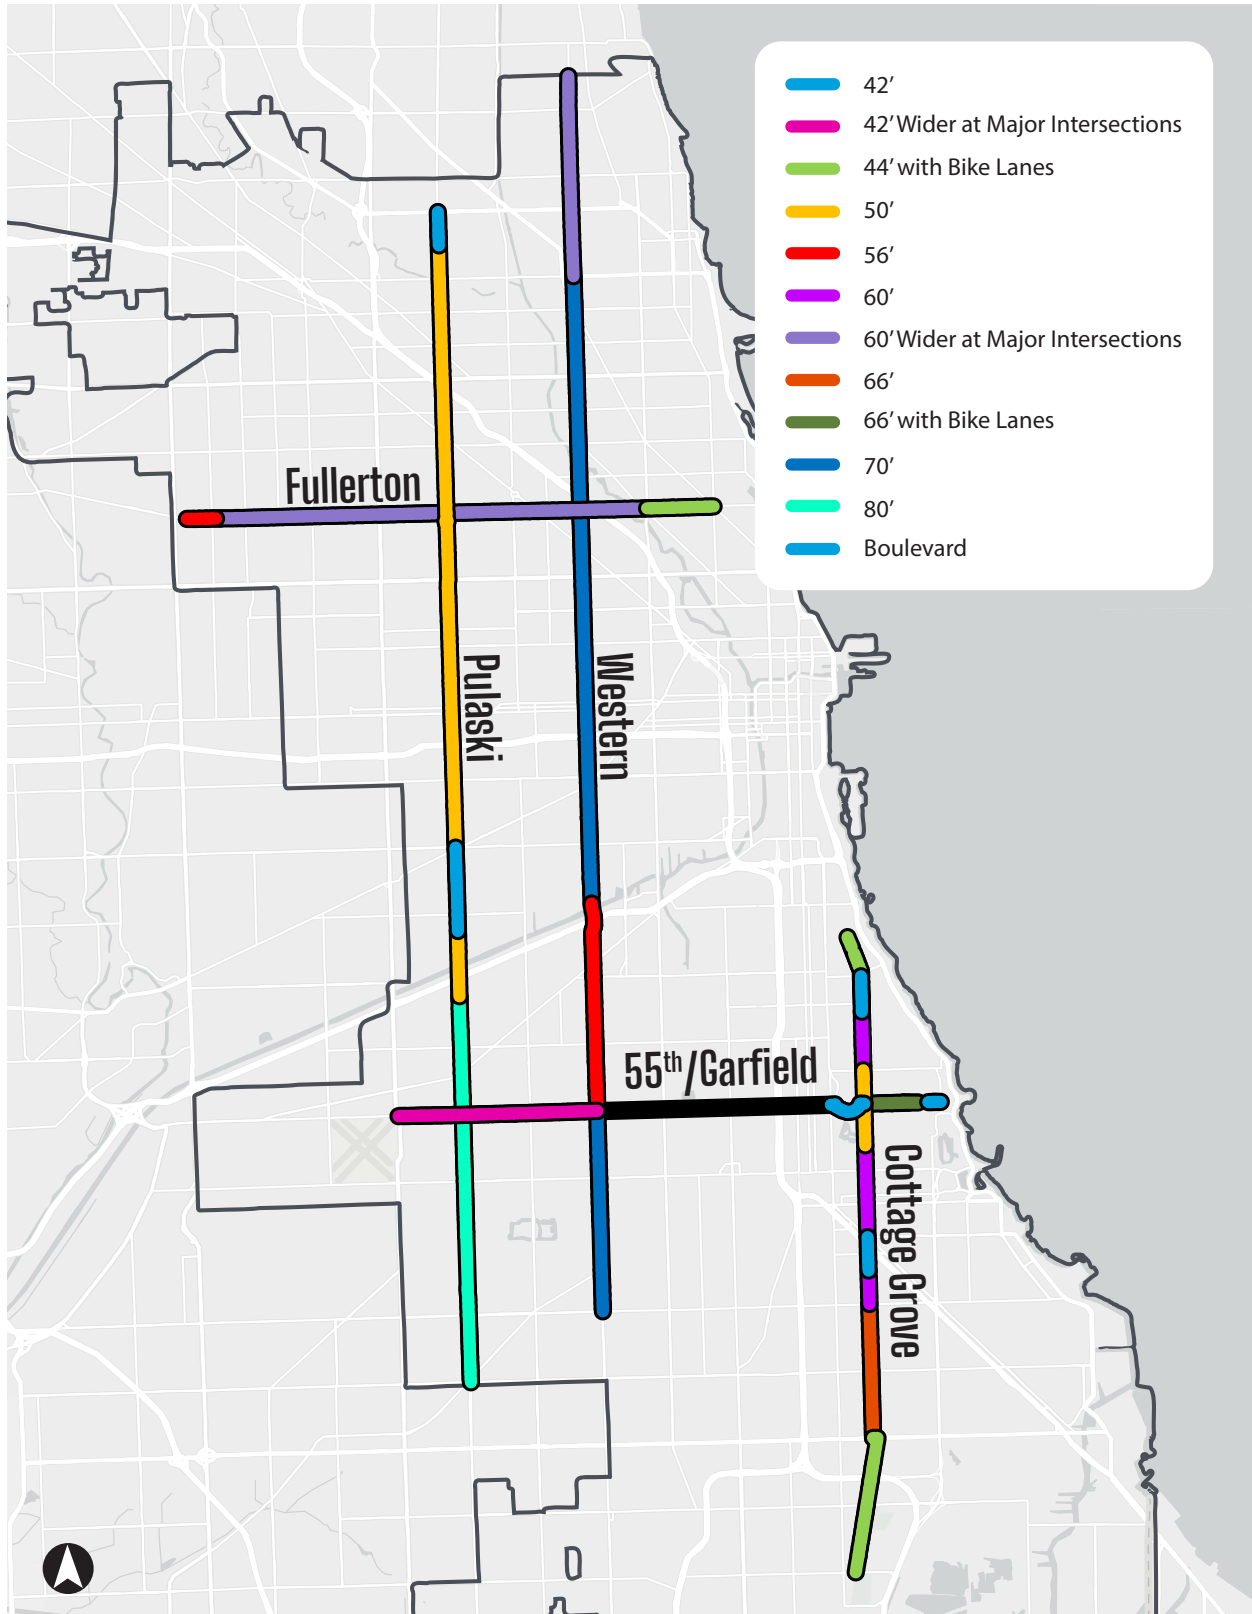 42’
42’ Wider at Major Intersections
44’ with Bike Lanes
50’
56’
60’
60’ Wider at Major Intersections
66’
66’ with Bike Lanes
70’
80’
Boulevard
Fullerton
Pulaski
Western
55th/Garfield
Cottage Grove